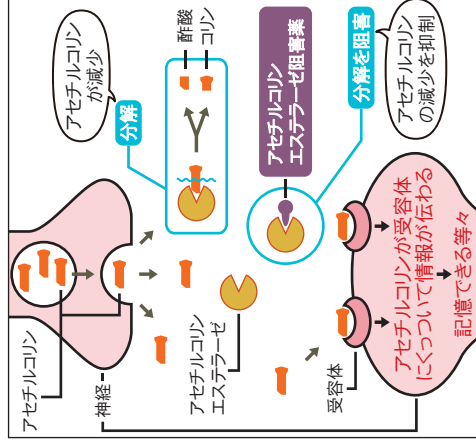 アセチルコリン
が減少
分解
酢酸
コリン
アセチルコリン
エステラーゼ阻害薬
分解を阻害
アセチルコリン
の減少を抑制
アセチルコリン
神経
アセチルコリン
エステラーゼ
受容体
アセチルコリンが受容体
にくっついて情報が伝わる
記憶できる等々